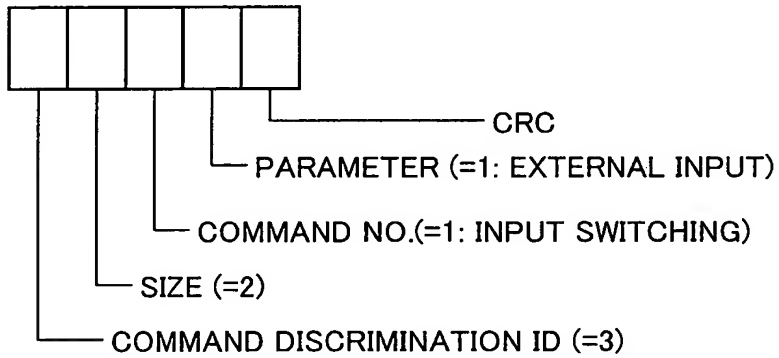 CRC
PARAMETER (=1: EXTERNAL INPUT)
COMMAND NO.(=1: INPUT SWITCHING)
SIZE (=2)
COMMAND DISCRIMINATION ID (=3)